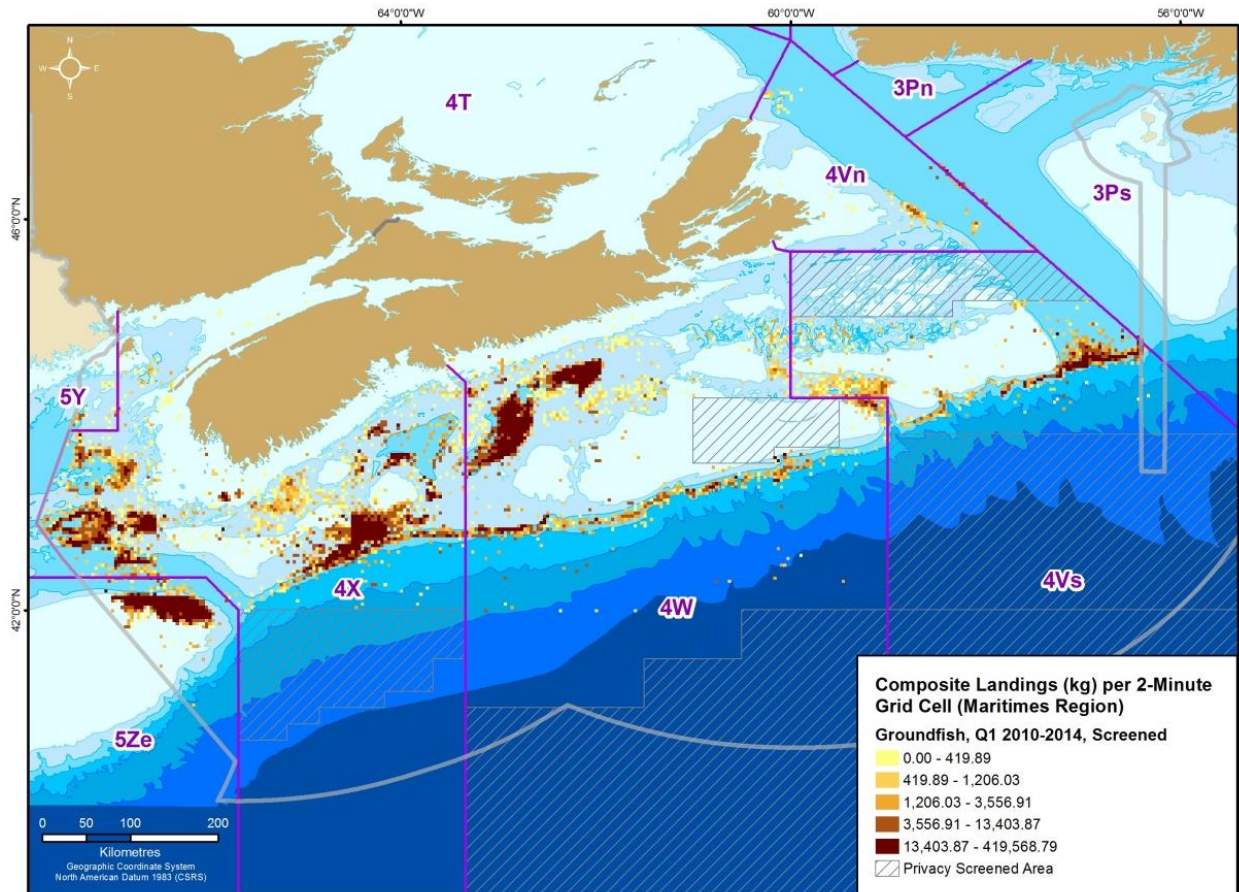 64°0'0"W
60°0'0"W
56°0'0"W
N
W E
S
4T
3Pn
4Vn
3Ps
46°0'0"N
5Y
4X
4W
4Vs
42°0'0"N
5Ze
0 50 100 200
Kilometres
Geographic Coordinate System
North American Datum 1983 (CSRS)
Composite Landings (kg) per 2-Minute
Grid Cell (Maritimes Region)
Groundfish, Q1 2010-2014, Screened
0.00 - 419.89
419.89 - 1,206.03
1,206.03 - 3,556.91
3,556.91 - 13,403.87
13,403.87 - 419,568.79
Privacy Screened Area